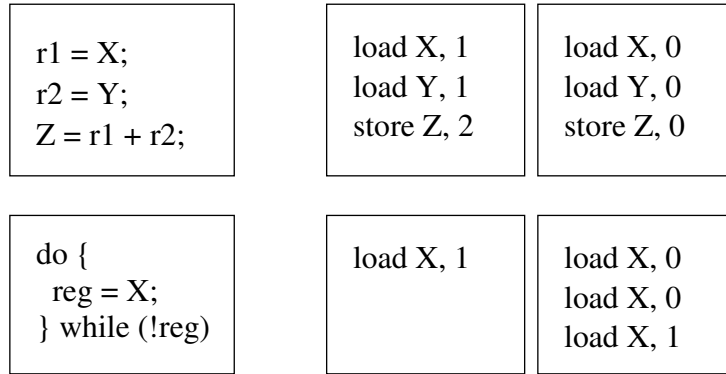 r1 = X;
r2 = Y;
Z = r1 + r2;
load X, 1
load Y, 1
store Z, 2
load X, 0
load Y, 0
store Z, 0
do {
reg = X;
} while (!reg)
load X, 1
load X, 0
load X, 0
load X, 1